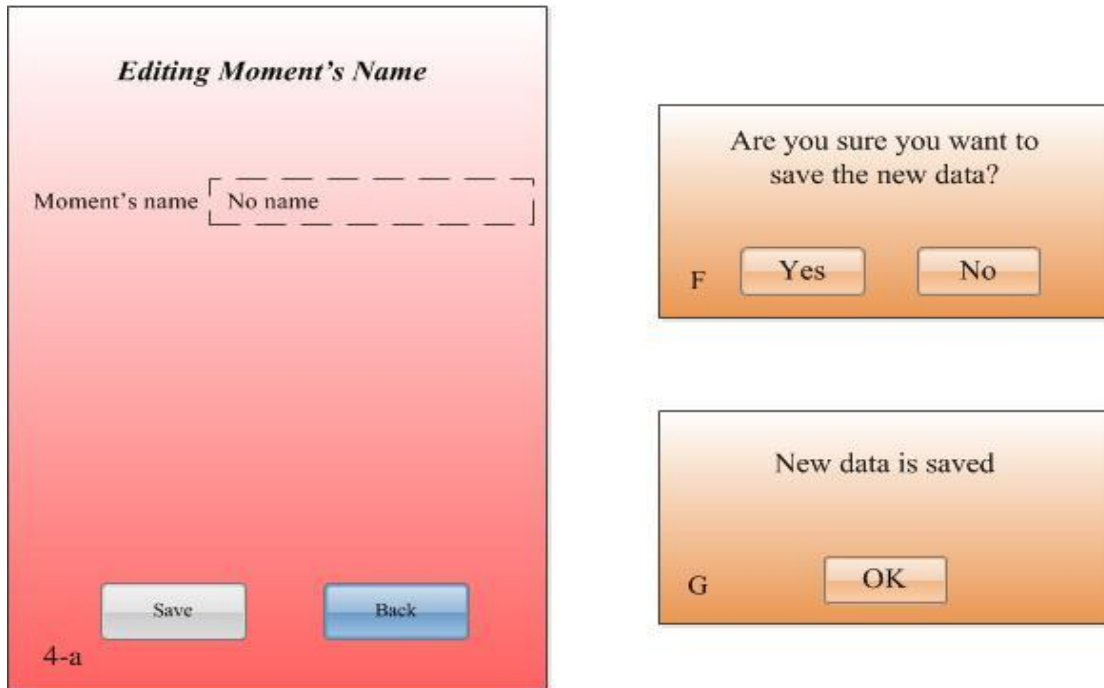 Editing Moment's Name
Moment's name
No name
Save
Back
4-a
Are you sure you want to
save the new data?
Yes
No
F
New data is saved
OK
G